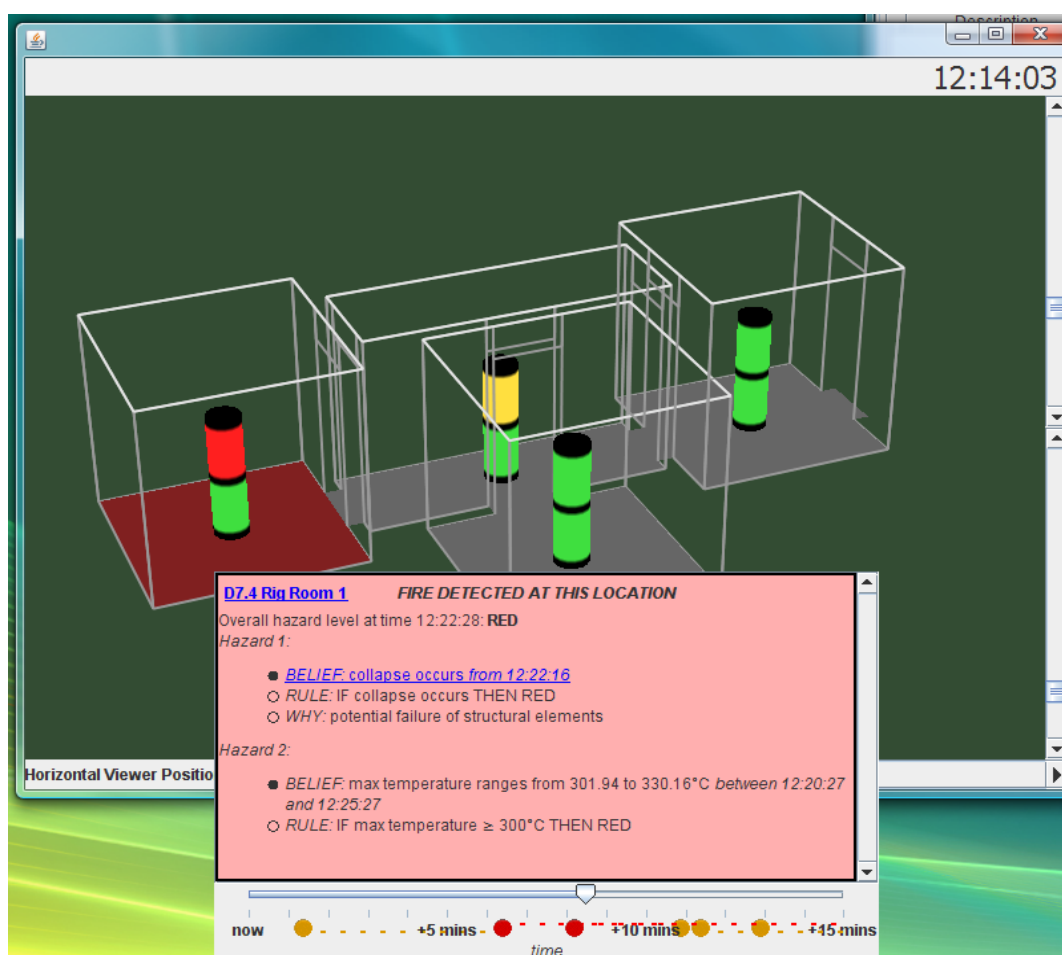 Description
12:14:03
D7.4 Rig Room 1 FIRE DETECTED AT THIS LOCATION
Overall hazard level at time 12:22:28: RED
Hazard 1:
BELIEF: collapse occurs from 12:22:16
RULE: IF collapse occurs THEN RED
WHY: potential failure of structural elements
Hazard 2:
BELIEF: max temperature ranges from 301.94 to 330.16°C between 12:20:27
and 12:25:27
RULE: IF max temperature ≥ 300°C THEN RED
Horizontal Viewer Positio
now +5 mins +10 mins +15 mins
time